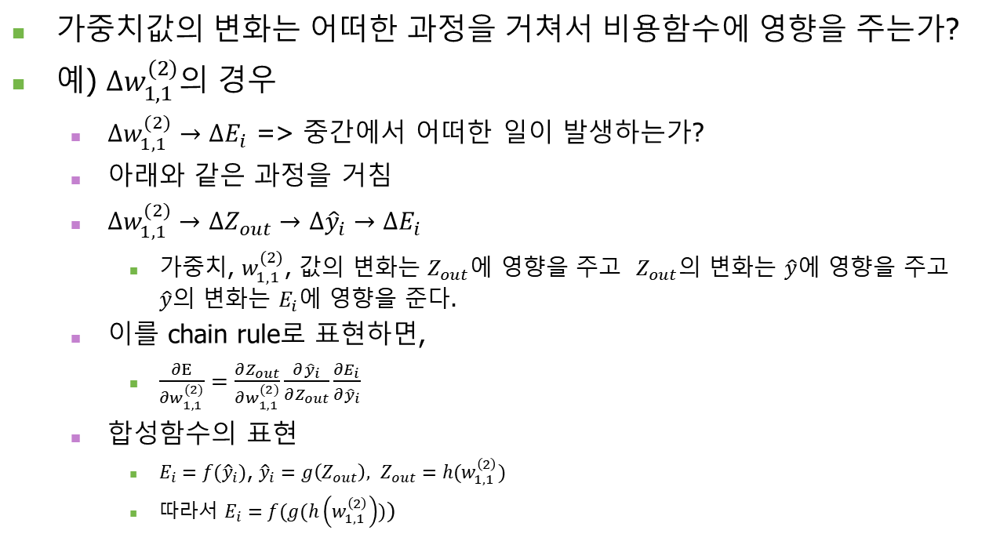 가중치값의 변화는 어떠한 과정을 거쳐서 비용함수에 영향을 주는가?
예) $\Delta w_{1,1}^{(2)}$의 경우
$\Delta w_{1,1}^{(2)} \rightarrow \Delta E_i$ => 중간에서 어떠한 일이 발생하는가?
아래와 같은 과정을 거침
$\Delta w_{1,1}^{(2)} \rightarrow \Delta Z_{out} \rightarrow \Delta \hat{y}_i \rightarrow \Delta E_i$
가중치, $w_{1,1}^{(2)}$, 값의 변화는 $Z_{out}$에 영향을 주고 $Z_{out}$의 변화는 $\hat{y}$에 영향을 주고
$\hat{y}$의 변화는 $E_i$에 영향을 준다.
이를 chain rule로 표현하면,
$\frac{\partial \mathrm{E}}{\partial w_{1,1}^{(2)}} = \frac{\partial Z_{out}}{\partial w_{1,1}^{(2)}} \frac{\partial \hat{y}_i}{\partial Z_{out}} \frac{\partial E_i}{\partial \hat{y}_i}$
합성함수의 표현
$E_i = f(\hat{y}_i), \hat{y}_i = g(Z_{out}), \ Z_{out} = h(w_{1,1}^{(2)})$
따라서 $E_i = f(g(h\left(w_{1,1}^{(2)}\right)))$